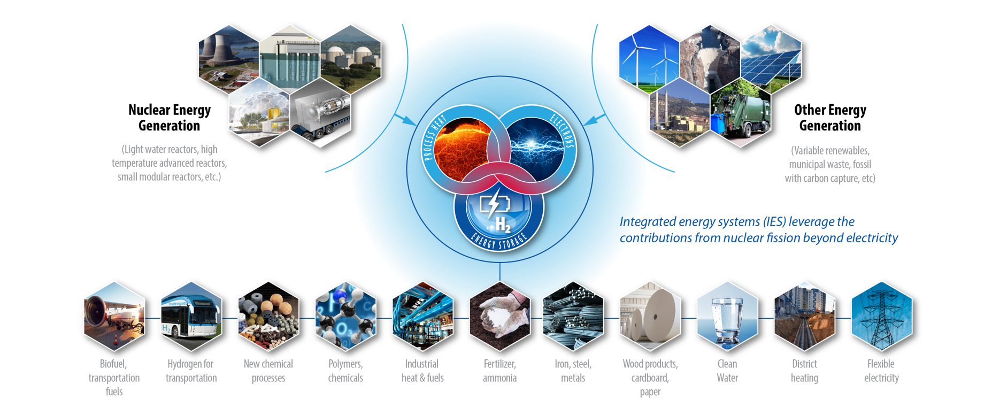 Nuclear Energy
Generation
(Light water reactors, high
temperature advanced reactors,
small modular reactors, etc.)
PROCESS HEAT
ELECTRONS
H2
ENERGY STORAGE
Other Energy
Generation
(Variable renewables,
municipal waste, fossil
with carbon capture, etc)
Integrated energy systems (IES) leverage the
contributions from nuclear fission beyond electricity
Hydrogen
H2
O3
Biofuel,
transportation
fuels
Hydrogen for
transportation
New chemical
processes
Polymers,
chemicals
Industrial
heat & fuels
Fertilizer,
ammonia
Iron, steel,
metals
Wood products,
cardboard,
paper
Clean
Water
District
heating
Flexible
electricity